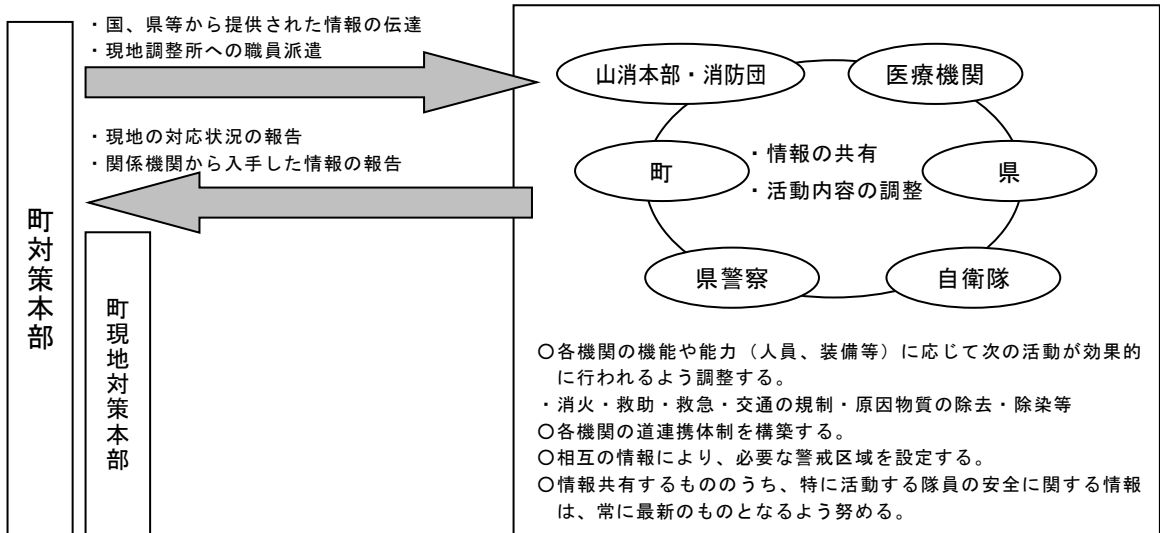 ・国、県等から提供された情報の伝達
・現地調整所への職員派遣
・現地の対応状況の報告
・関係機関から入手した情報の報告
町対策本部
町現地対策本部
山消本部・消防団
医療機関
町
・情報の共有
・活動内容の調整
県
県警察
自衛隊
〇各機関の機能や能力（人員、装備等）に応じて次の活動が効果的
に行われるよう調整する。
・消火・救助・救急・交通の規制・原因物質の除去・除染等
〇各機関の道連携体制を構築する。
〇相互の情報により、必要な警戒区域を設定する。
〇情報共有するもののうち、特に活動する隊員の安全に関する情報
は、常に最新のものとなるよう努める。